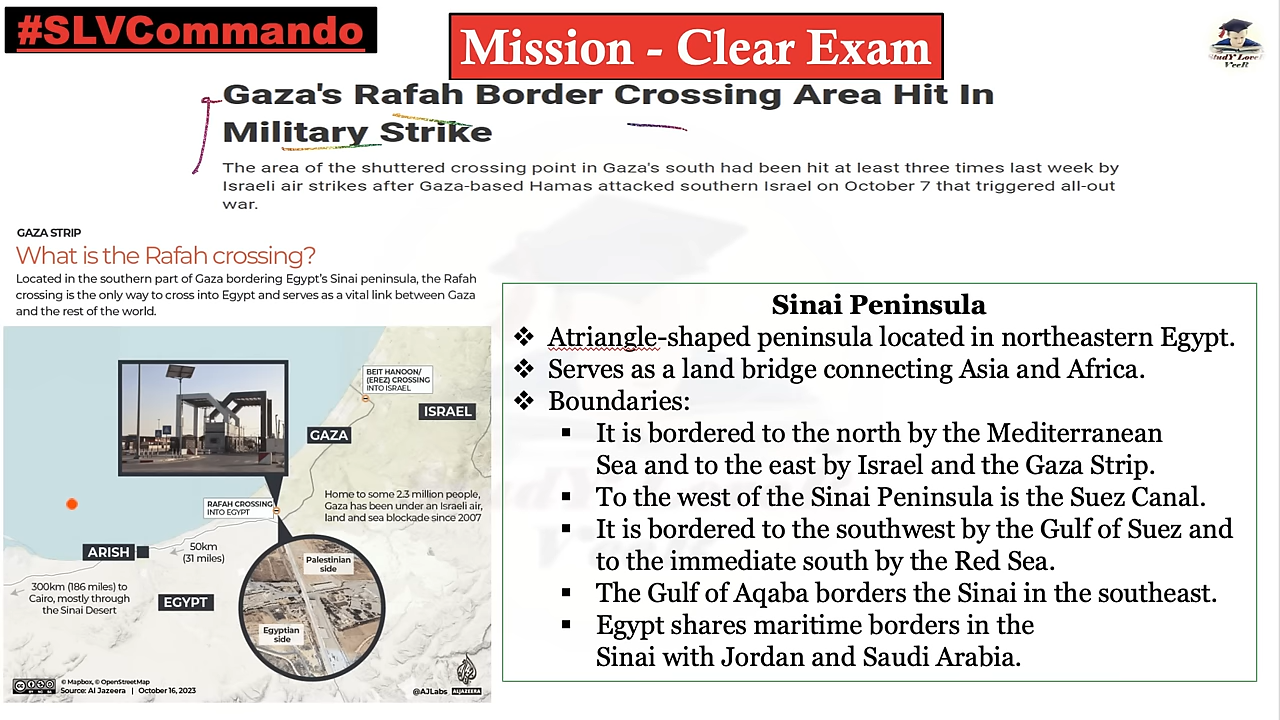 #SLVCommando
Mission - Clear Exam
StudY LoveR
VeeR
Gaza's Rafah Border Crossing Area Hit In
Military Strike
The area of the shuttered crossing point in Gaza's south had been hit at least three times last week by
Israeli air strikes after Gaza-based Hamas attacked southern Israel on October 7 that triggered all-out
war.
GAZA STRIP
What is the Rafah crossing?
Located in the southern part of Gaza bordering Egypt's Sinai peninsula, the Rafah
crossing is the only way to cross into Egypt and serves as a vital link between Gaza
and the rest of the world.
BEIT HANOON/
(EREZ) CROSSING
INTO ISRAEL
ISRAEL
GAZA
RAFAH CROSSING
INTO EGYPT
Home to some 2.3 million people,
Gaza has been under an Israeli air,
land and sea blockade since 2007
ARISH
50km
(31 miles)
Palestinian
side
300km (186 miles) to
Cairo, mostly through
the Sinai Desert
EGYPT
Egyptian
side
© Mapbox, © OpenStreetMap
Source: Al Jazeera | October 16, 2023
@AJLabs
ALJAZEERA
Sinai Peninsula
❖ Atriangle-shaped peninsula located in northeastern Egypt.
❖ Serves as a land bridge connecting Asia and Africa.
❖ Boundaries:
▪ It is bordered to the north by the Mediterranean
Sea and to the east by Israel and the Gaza Strip.
▪ To the west of the Sinai Peninsula is the Suez Canal.
▪ It is bordered to the southwest by the Gulf of Suez and
to the immediate south by the Red Sea.
▪ The Gulf of Aqaba borders the Sinai in the southeast.
▪ Egypt shares maritime borders in the
Sinai with Jordan and Saudi Arabia.